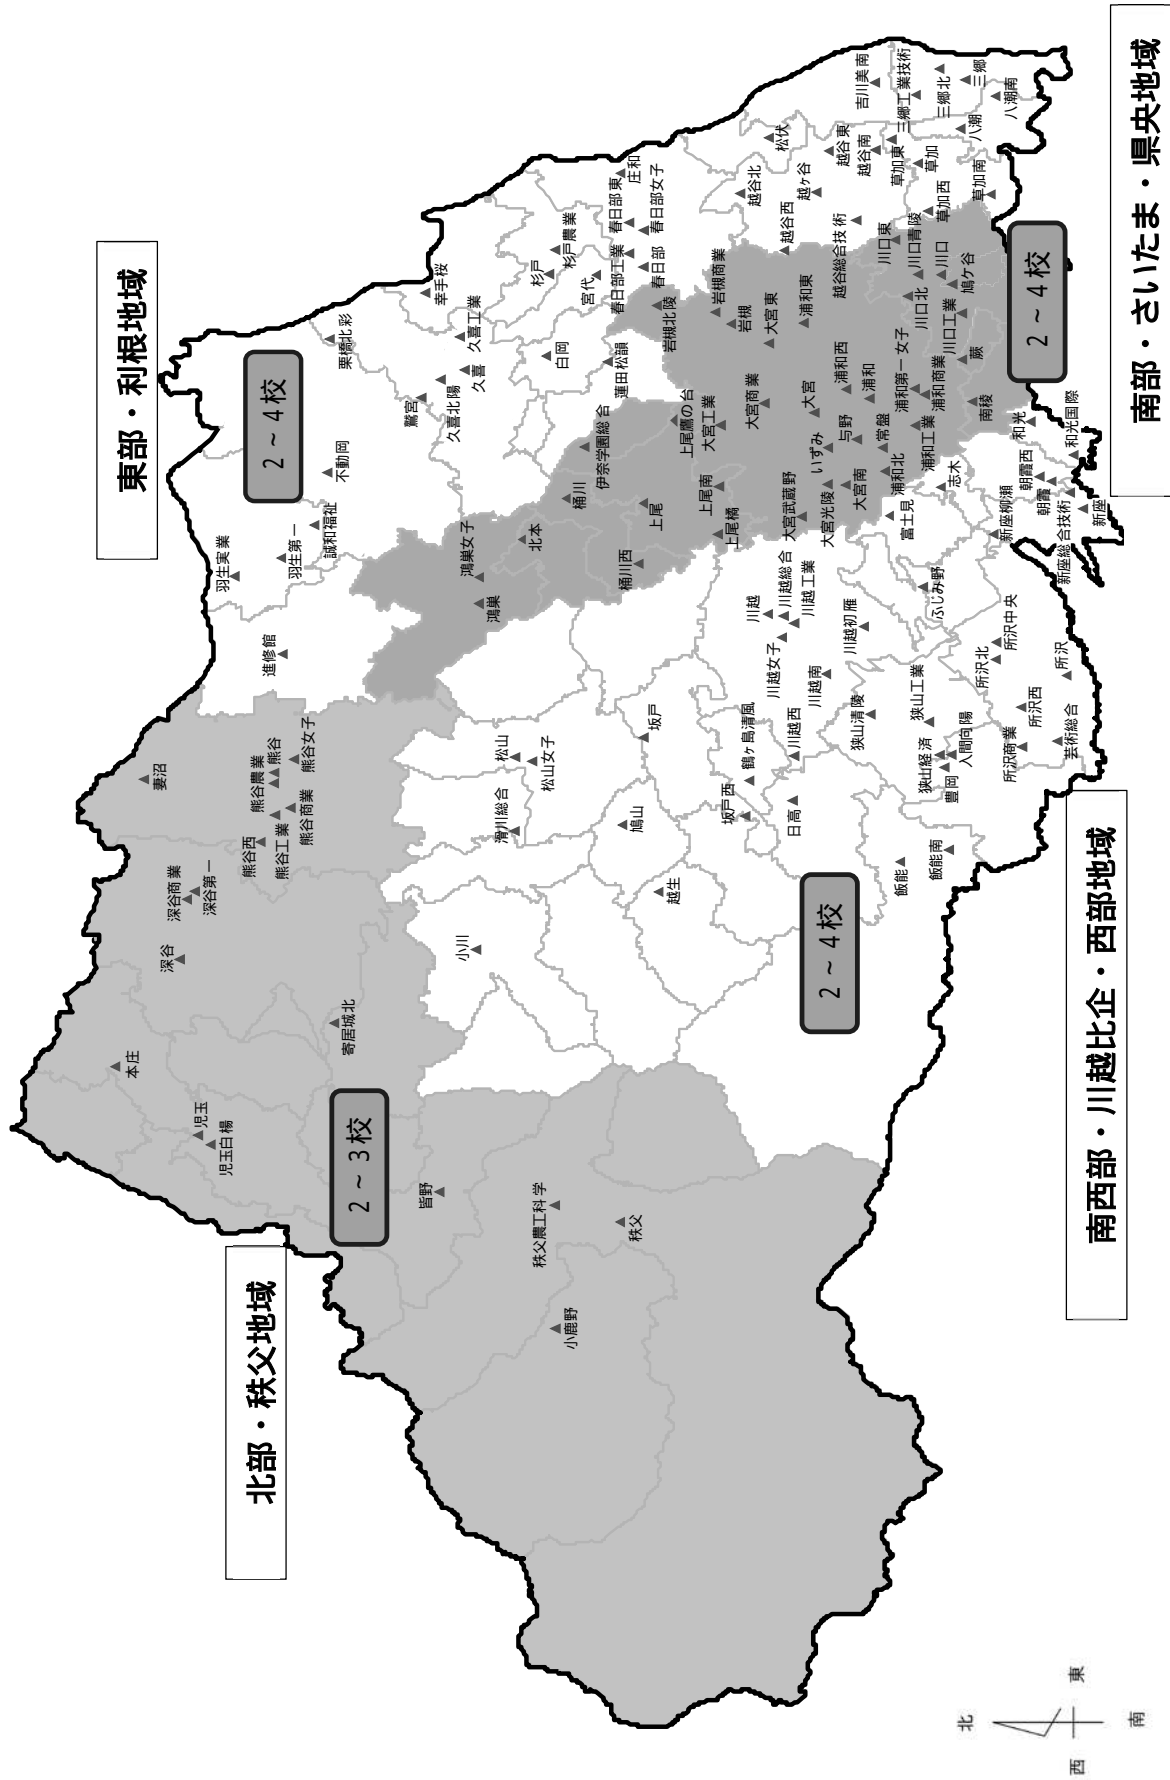 北部・秩父地域
東部・利根地域
南西部・川越比企・西部地域
南部・さいたま・県央地域
2～3校
2～4校
2～4校
2～4校
北
西
東
南
小鹿野
秩父農工科学
秩父
皆野
児玉
児玉白楊
本庄
寄居城北
深谷
深谷商業
深谷第一
妻沼
熊谷西
熊谷工業
熊谷農業
熊谷
熊谷商業
熊谷女子
進修館
羽生実業
羽生第一
誠和福祉
不動岡
栗橋北彩
幸手桜
鷲宮
久喜北陽
久喜
久喜工業
白岡
杉戸
杉戸農業
宮代
蓮田松韻
春日部工業
春日部東
春日部
春日部女子
庄和
松伏
越谷北
越ヶ谷
越谷西
越谷東
越谷南
越谷総合技術
吉川美南
三郷工業技術
三郷北
三郷
八潮南
八潮
草加東
草加
草加西
草加南
鴻巣女子
鴻巣
北本
桶川
桶川西
伊奈学園総合
上尾
上尾鷹の台
上尾南
上尾橘
岩槻北陵
岩槻商業
岩槻
大宮東
大宮工業
大宮商業
大宮
大宮武蔵野
大宮光陵
大宮南
いずみ
与野
常盤
浦和東
浦和西
浦和
浦和第一女子
浦和商業
浦和工業
浦和北
川口東
川口青陵
川口北
川口
川口工業
鳩ケ谷
蕨
南稜
和光
和光国際
朝霞西
朝霞
新座柳瀬
新座総合技術
新座
志木
富士見
ふじみ野
川越
川越総合
川越工業
川越女子
川越初雁
川越南
川越西
狭山清陵
狭山工業
狭山経済
豊岡
入間向陽
所沢北
所沢中央
所沢
所沢西
所沢商業
芸術総合
飯能
飯能南
日高
坂戸西
鶴ヶ島清風
坂戸
越生
鳩山
松山
松山女子
滑川総合
小川